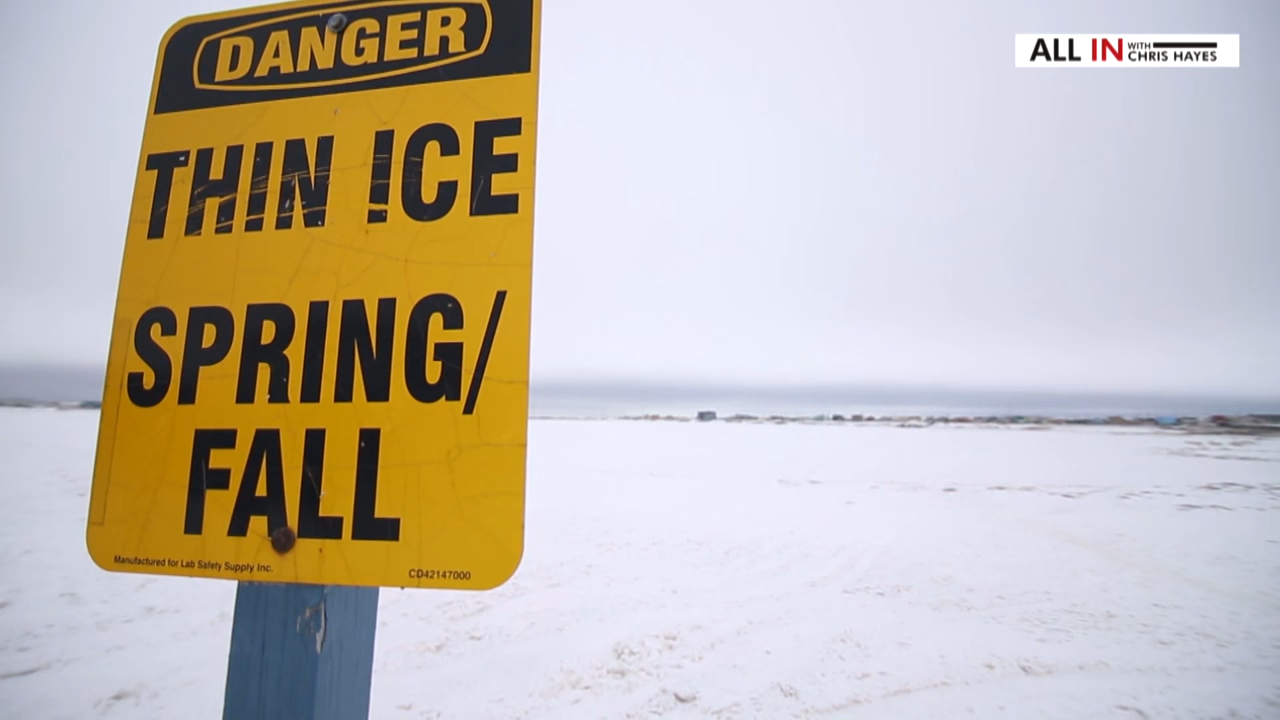 DANGER
THIN ICE
SPRING/
FALL
Manufactured for Lab Safety Supply Inc.
CD42147000
ALL IN WITH CHRIS HAYES